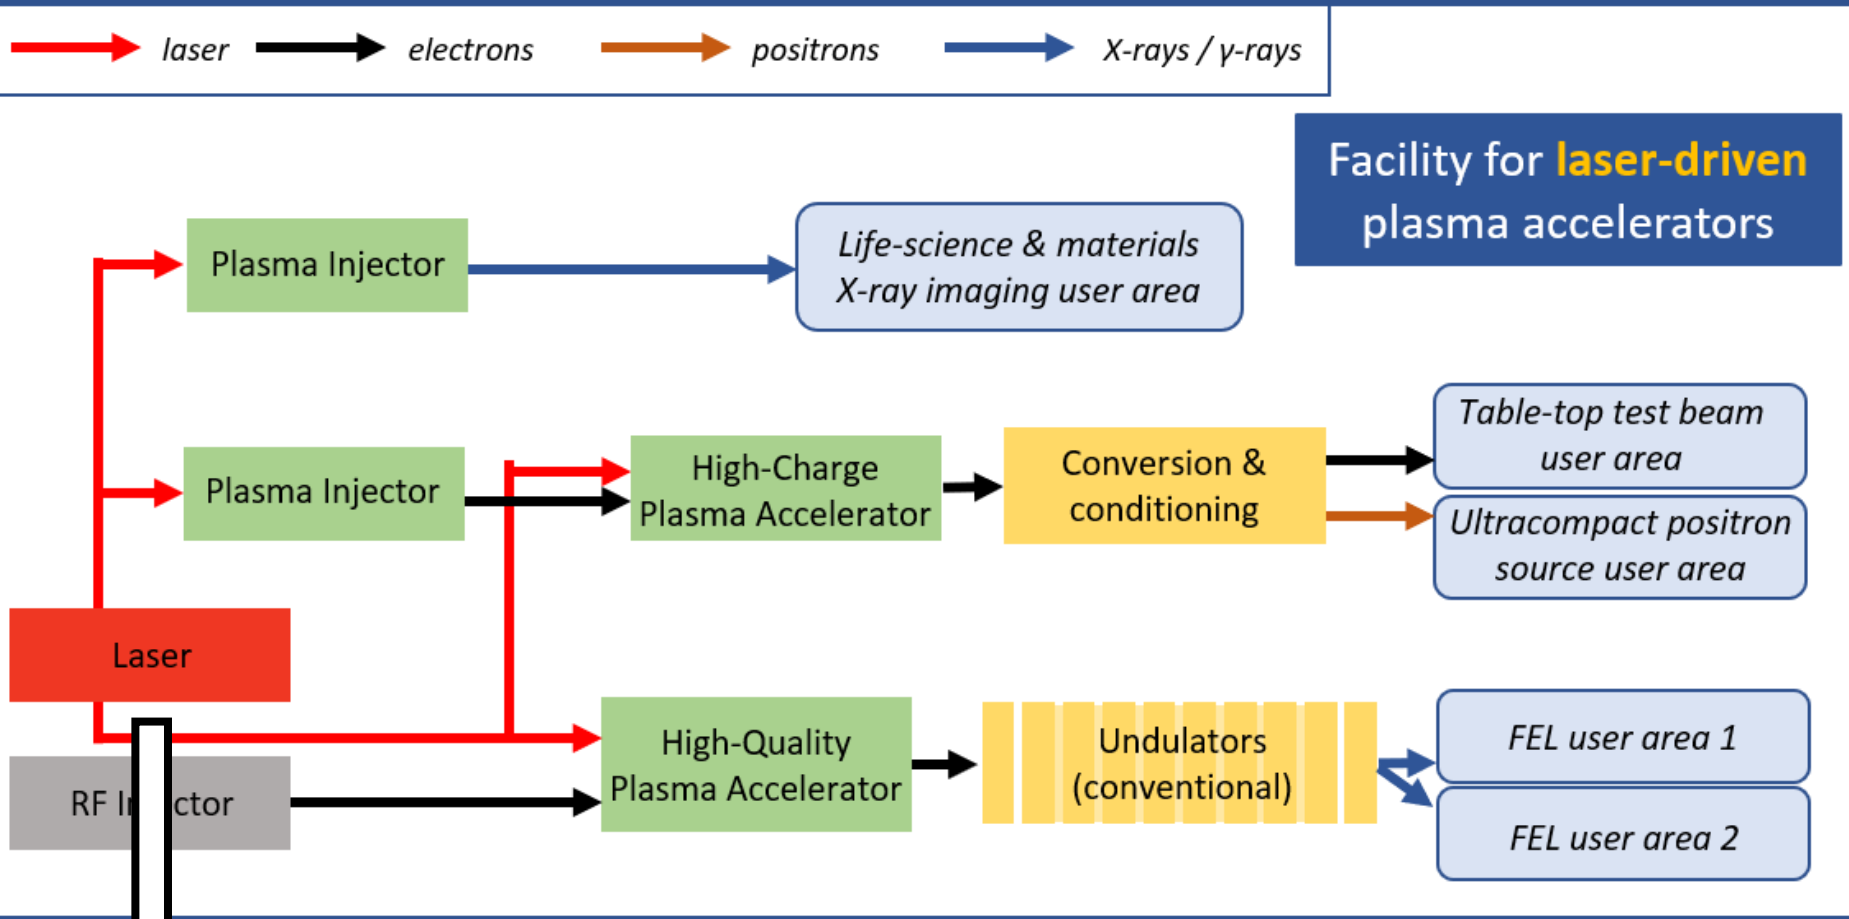 laser
electrons
positrons
X-rays / γ-rays
Facility for laser-driven
plasma accelerators
Plasma Injector
Life-science & materials
X-ray imaging user area
Plasma Injector
High-Charge
Plasma Accelerator
Conversion &
conditioning
Table-top test beam
user area
Ultracompact positron
source user area
Laser
RF
High-Quality
Plasma Accelerator
Undulators
(conventional)
FEL user area 1
FEL user area 2